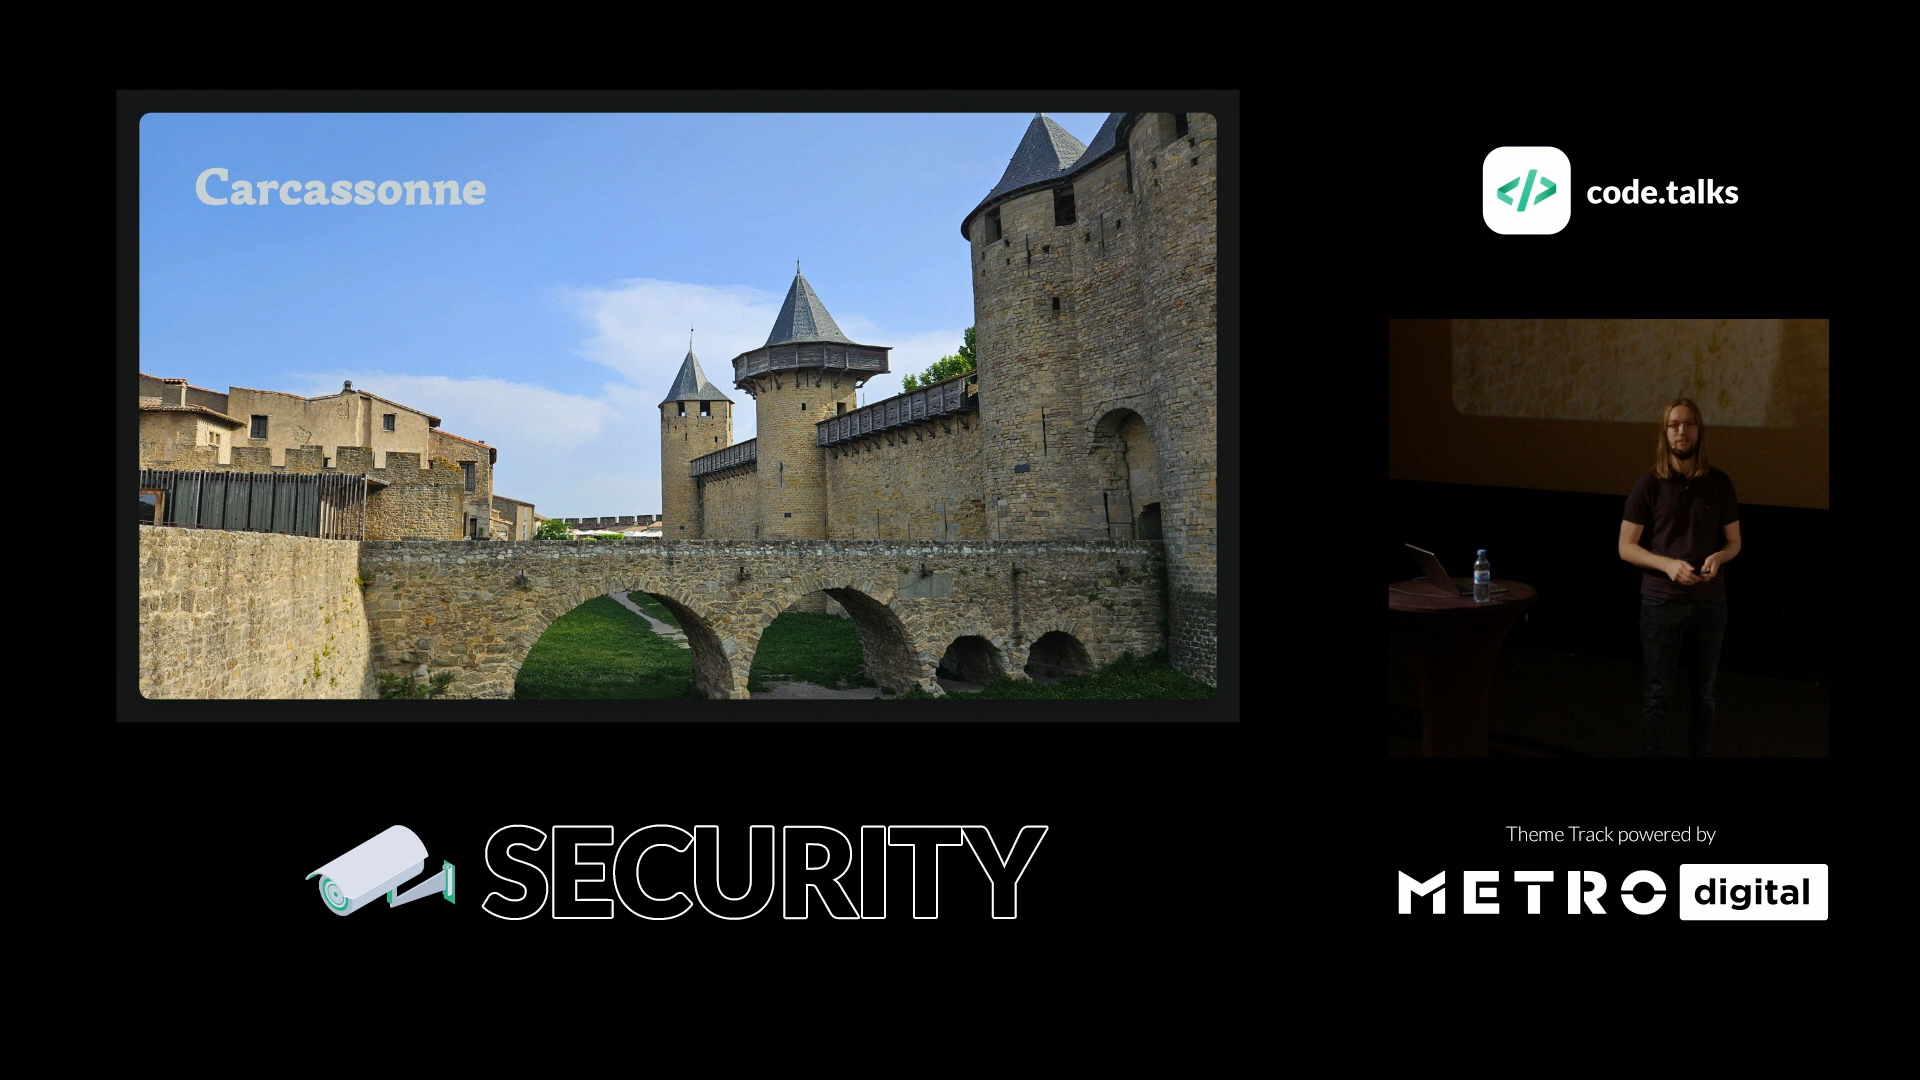 Carcassonne
</> code.talks
SECURITY
Theme Track powered by
METRO digital